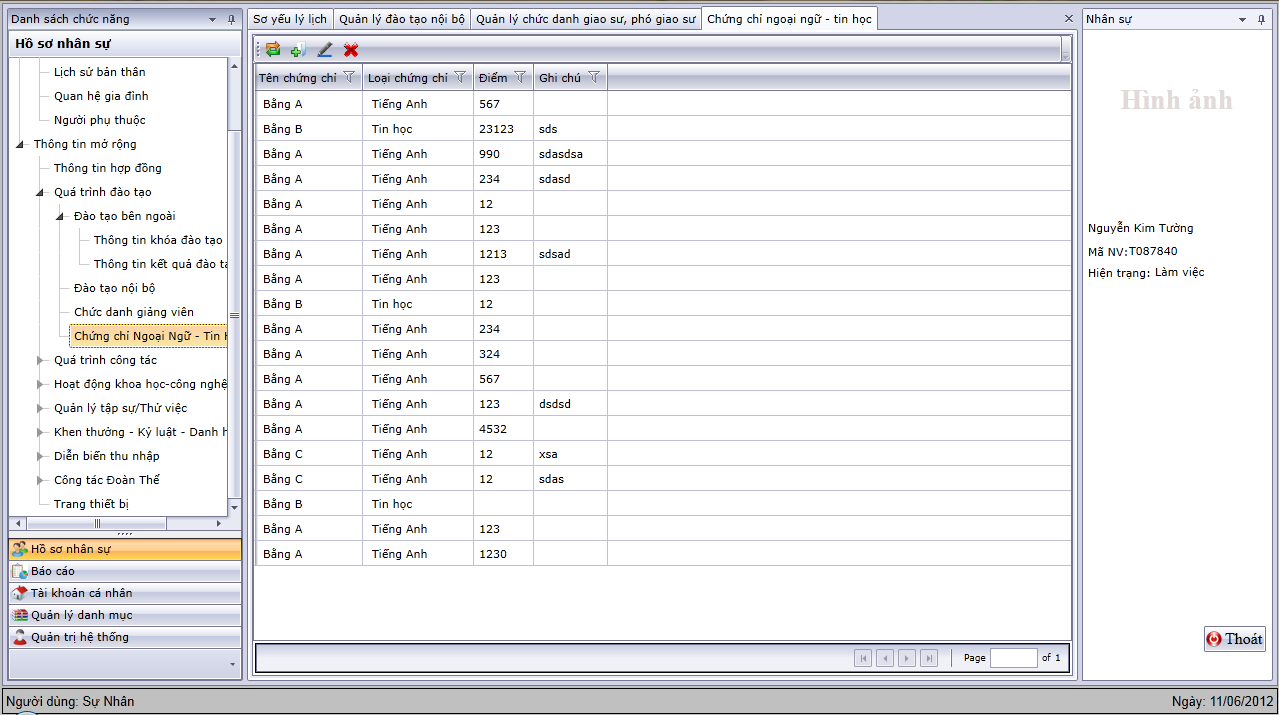 Danh sách chức năng
Hồ sơ nhân sự
Lịch sử bản thân
Quan hệ gia đình
Người phụ thuộc
Thông tin mở rộng
Thông tin hợp đồng
Quá trình đào tạo
Đào tạo bên ngoài
Thông tin khóa đào tạo
Thông tin kết quả đào tạ
Đào tạo nội bộ
Chức danh giảng viên
Chứng chỉ Ngoại Ngữ - Tin H
Quá trình công tác
Hoạt động khoa học-công nghệ
Quản lý tập sự/Thử việc
Khen thưởng - Kỷ luật - Danh h
Diễn biến thu nhập
Công tác Đoàn Thể
Trang thiết bị
Hồ sơ nhân sự
Báo cáo
Tài khoản cá nhân
Quản lý danh mục
Quản trị hệ thống
Sơ yếu lý lịch Quản lý đào tạo nội bộ Quản lý chức danh giao sư, phó giao sư Chứng chỉ ngoại ngữ - tin học
Tên chứng chỉ Loại chứng chỉ Điểm Ghi chú
Bằng A Tiếng Anh 567
Bằng B Tin học 23123 sds
Bằng A Tiếng Anh 990 sdasdsa
Bằng A Tiếng Anh 234 sdasd
Bằng A Tiếng Anh 12
Bằng A Tiếng Anh 123
Bằng A Tiếng Anh 1213 sdsad
Bằng A Tiếng Anh 123
Bằng B Tin học 12
Bằng A Tiếng Anh 234
Bằng A Tiếng Anh 324
Bằng A Tiếng Anh 567
Bằng A Tiếng Anh 123 dsdsd
Bằng A Tiếng Anh 4532
Bằng C Tiếng Anh 12 xsa
Bằng C Tiếng Anh 12 sdas
Bằng B Tin học
Bằng A Tiếng Anh 123
Bằng A Tiếng Anh 1230
Page of 1
Nhân sự
Hình ảnh
Nguyễn Kim Tường
Mã NV:T087840
Hiện trạng: Làm việc
Thoát
Người dùng: Sự Nhân
Ngày: 11/06/2012